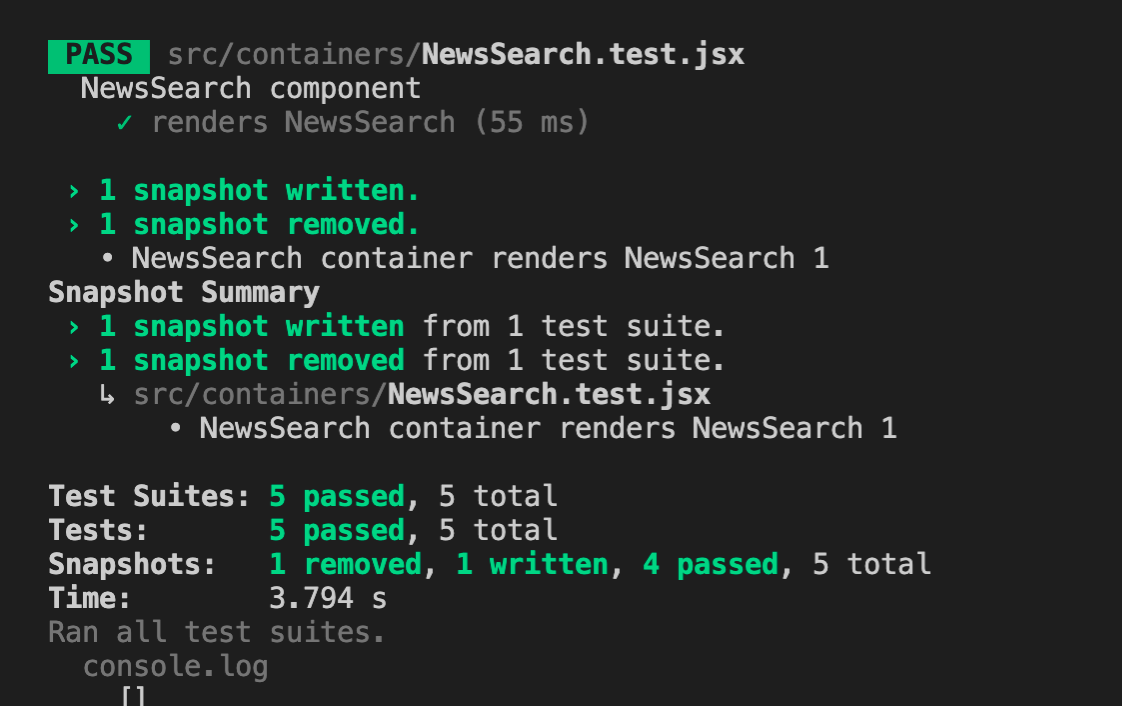 PASS src/containers/NewsSearch.test.jsx
NewsSearch component
✓ renders NewsSearch (55 ms)
› 1 snapshot written.
› 1 snapshot removed.
• NewsSearch container renders NewsSearch 1
Snapshot Summary
› 1 snapshot written from 1 test suite.
› 1 snapshot removed from 1 test suite.
↳ src/containers/NewsSearch.test.jsx
• NewsSearch container renders NewsSearch 1
Test Suites: 5 passed, 5 total
Tests: 5 passed, 5 total
Snapshots: 1 removed, 1 written, 4 passed, 5 total
Time: 3.794 s
Ran all test suites.
console.log
[]